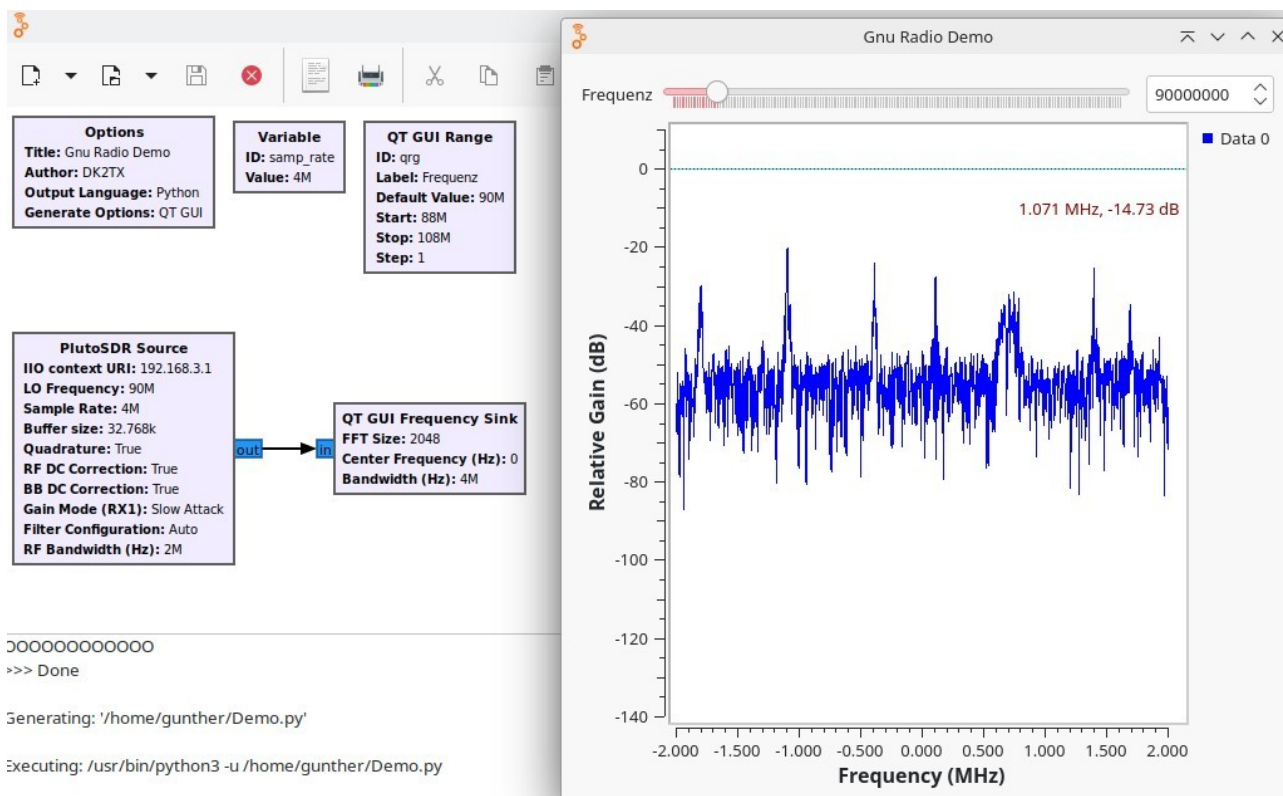 Options
Title: Gnu Radio Demo
Author: DK2TX
Output Language: Python
Generate Options: QT GUI
Variable
ID: samp_rate
Value: 4M
QT GUI Range
ID: qrg
Label: Frequenz
Default Value: 90M
Start: 88M
Stop: 108M
Step: 1
PlutoSDR Source
IIO context URI: 192.168.3.1
LO Frequency: 90M
Sample Rate: 4M
Buffer size: 32.768k
Quadrature: True
RF DC Correction: True
BB DC Correction: True
Gain Mode (RX1): Slow Attack
Filter Configuration: Auto
RF Bandwidth (Hz): 2M
out
in
QT GUI Frequency Sink
FFT Size: 2048
Center Frequency (Hz): 0
Bandwidth (Hz): 4M
OOOOOOOOOOOO
>>> Done
Generating: '/home/gunther/Demo.py'
Executing: /usr/bin/python3 -u /home/gunther/Demo.py
Gnu Radio Demo
Frequenz
90000000
Data 0
1.071 MHz, -14.73 dB
Relative Gain (dB)
0
-20
-40
-60
-80
-100
-120
-140
-2.000 -1.500 -1.000 -0.500 0.000 0.500 1.000 1.500 2.000
Frequency (MHz)